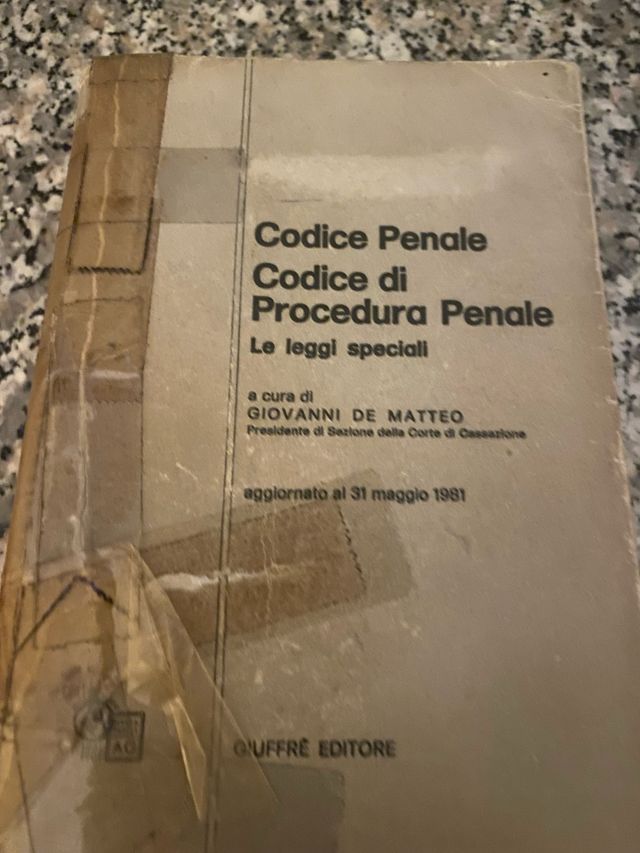 Codice Penale
Codice di
Procedura Penale
Le leggi speciali
a cura di
GIOVANNI DE MATTEO
Presidente di Sezione della Corte di Cassazione
aggiornato al 31 maggio 1981
GIUFFRÈ EDITORE